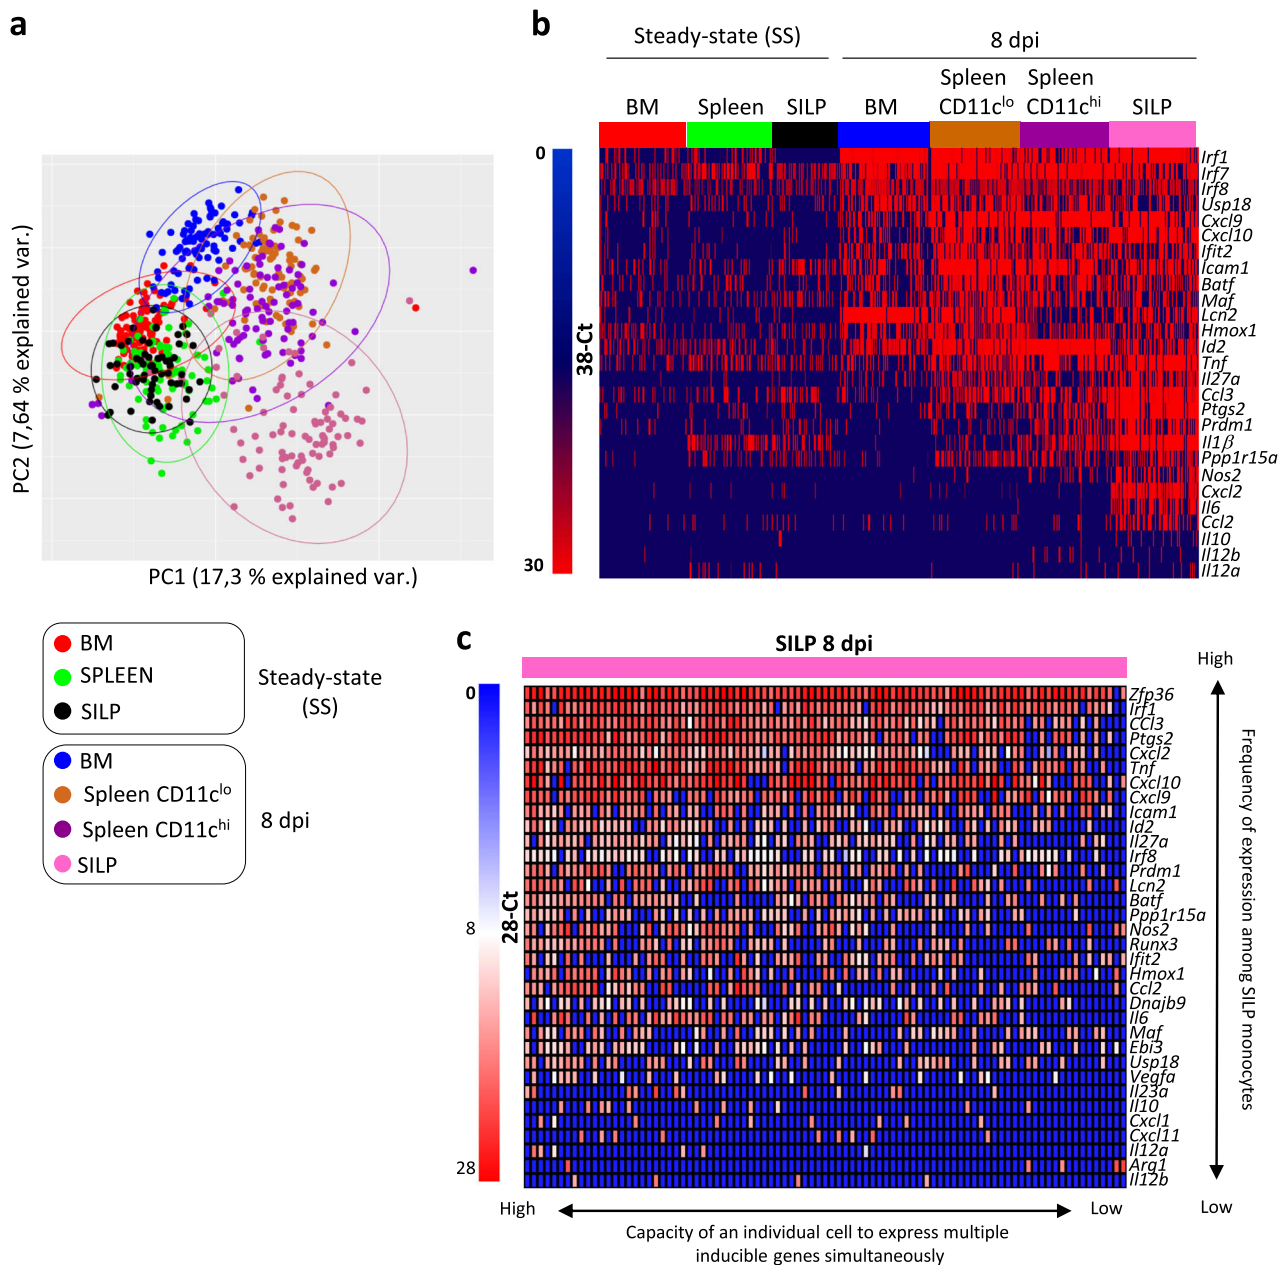 a
PC2 (7,64 % explained var.)
PC1 (17,3 % explained var.)
BM
SPLEEN
SILP
Steady-state
(SS)
BM
Spleen CD11clo
Spleen CD11chi
SILP
8 dpi
b
Steady-state (SS)
8 dpi
BM
Spleen
SILP
BM
Spleen
CD11clo
Spleen
CD11chi
SILP
0
38-Ct
30
Irf1
Irf7
Irf8
Usp18
Cxcl9
Cxcl10
Ifit2
Icam1
Batf
Maf
Lcn2
Hmox1
Id2
Tnf
Il27a
Ccl3
Ptgs2
Prdm1
Il1β
Ppp1r15a
Nos2
Cxcl2
Il6
Ccl2
Il10
Il12b
Il12a
c
SILP 8 dpi
0
8
28-Ct
28
Zfp36
Irf1
CCl3
Ptgs2
Cxcl2
Tnf
Cxcl10
Cxcl9
Icam1
Id2
Il27a
Irf8
Prdm1
Lcn2
Batf
Ppp1r15a
Nos2
Runx3
Ifit2
Hmox1
Ccl2
Dnajb9
Il6
Maf
Ebi3
Usp18
Vegfa
Il23a
Il10
Cxcl1
Cxcl11
Il12a
Arg1
Il12b
High
Frequency of expression among SILP monocytes
Low
High
Low
Capacity of an individual cell to express multiple
inducible genes simultaneously